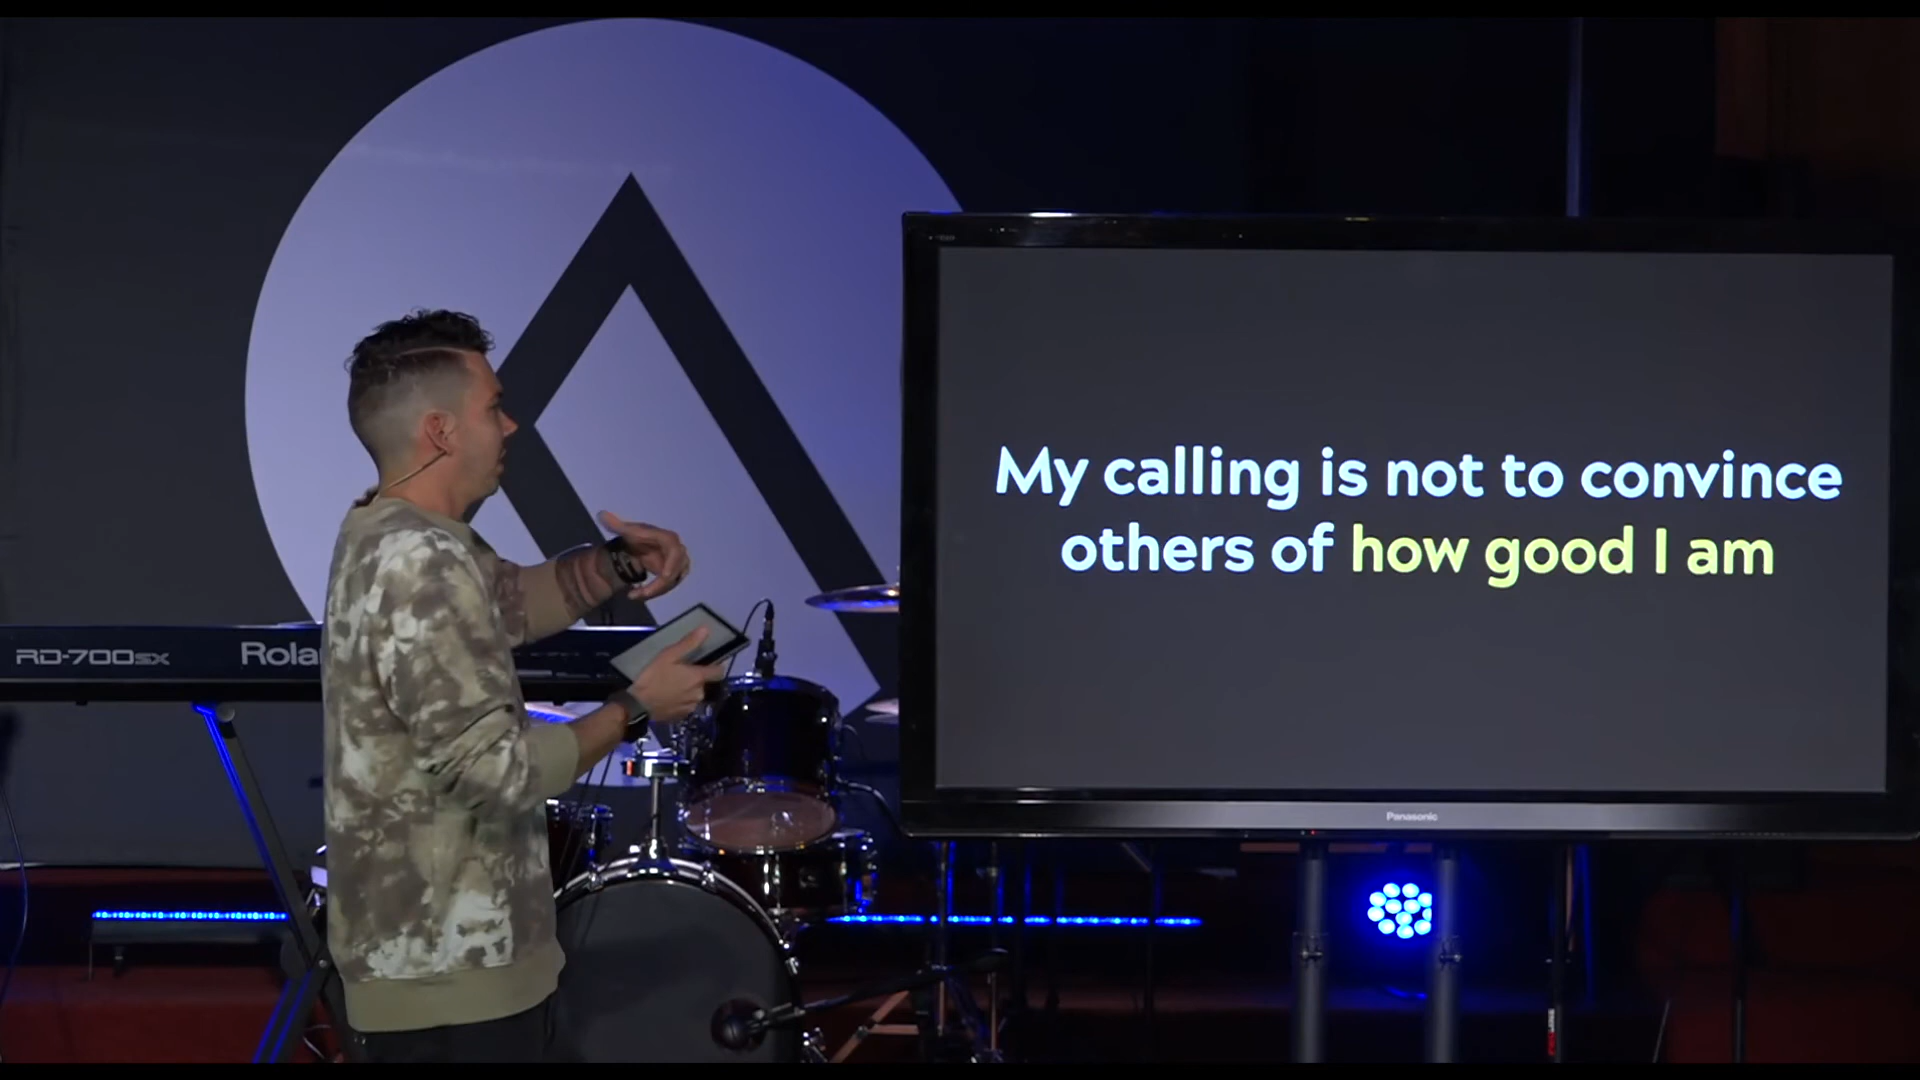 My calling is not to convince
others of how good I am
RD-700SX
Rola
Panasonic